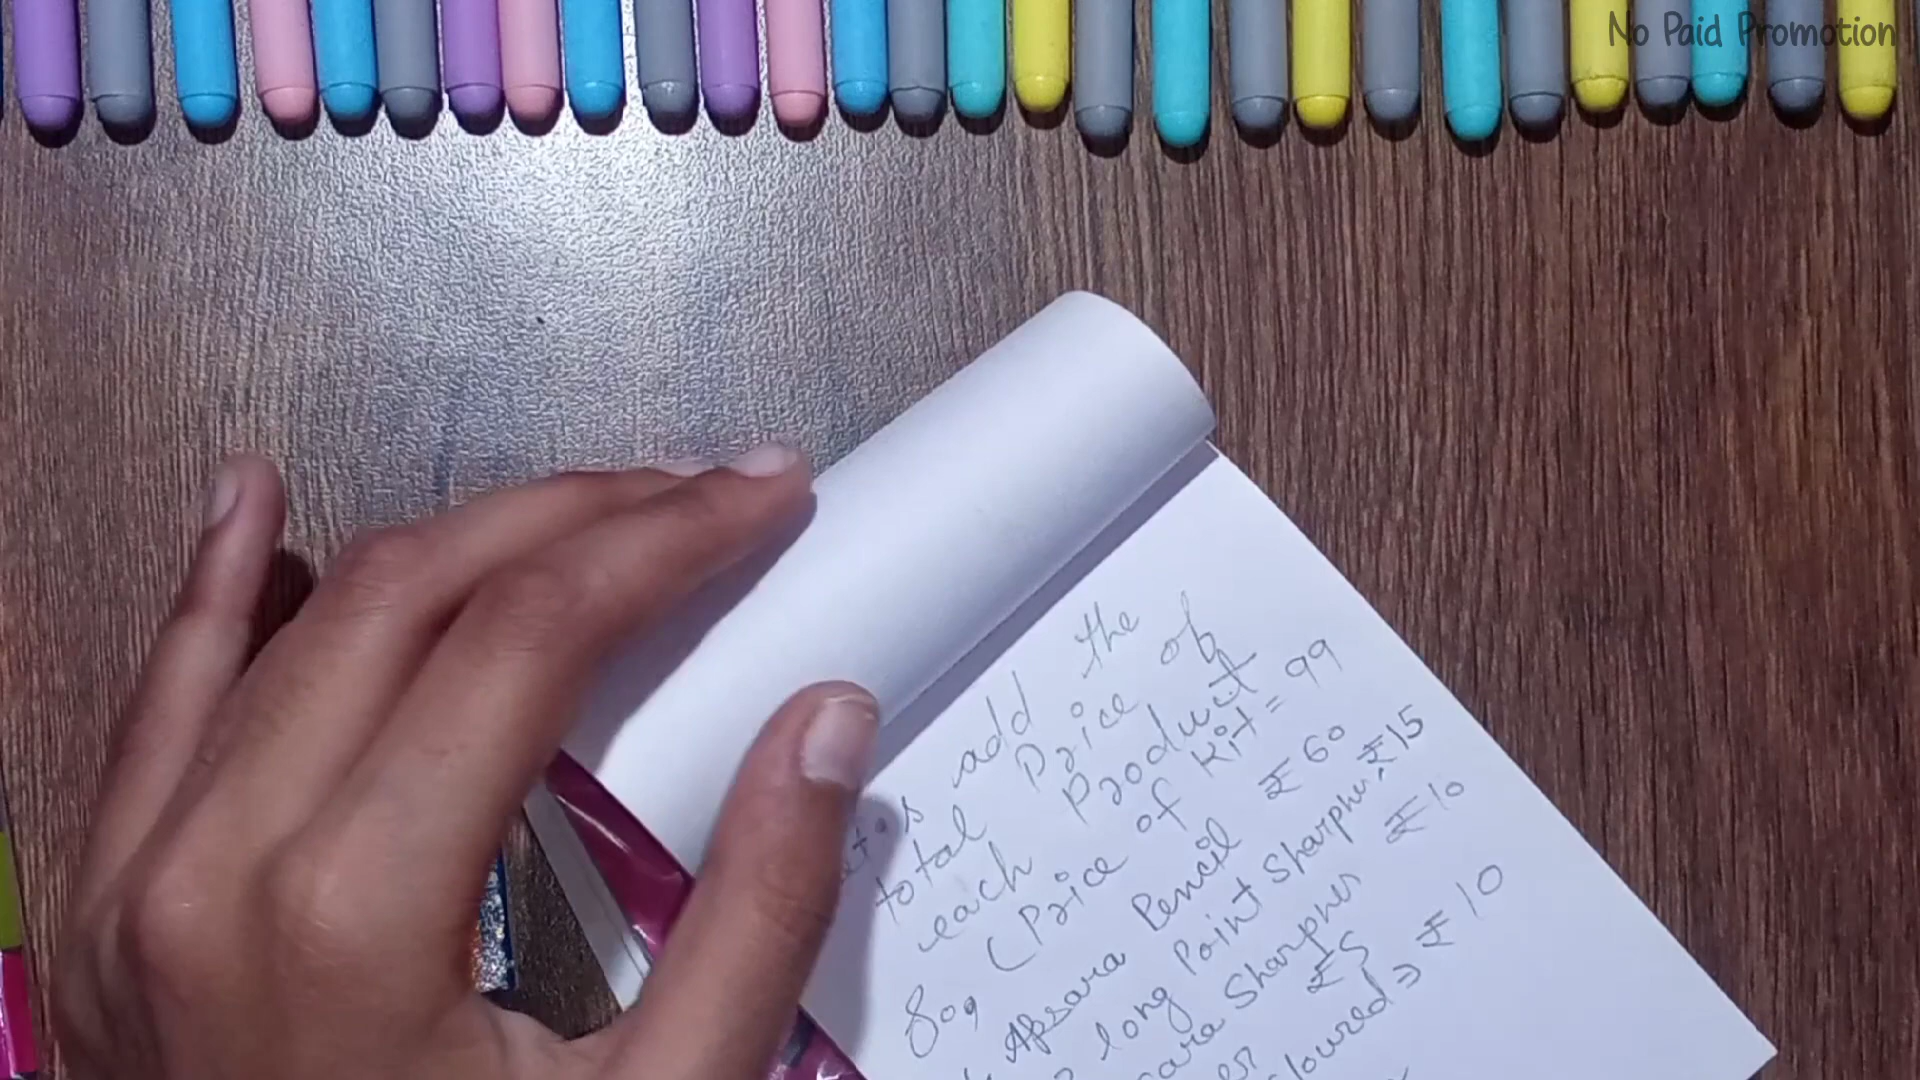 No Paid Promotion
add the
total Price of
each Product
(Price of Kit = 99
Apsara Pencil ₹ 60
long Point Sharpner ₹15
Sharpner ₹10
₹5
loured = ₹ 10